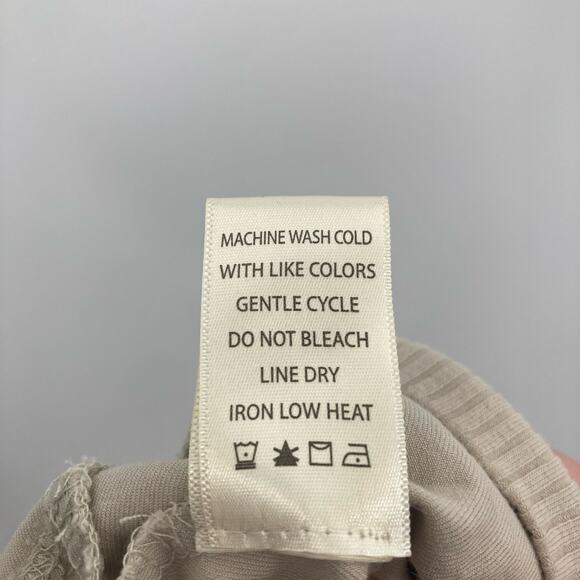 MACHINE WASH COLD
WITH LIKE COLORS
GENTLE CYCLE
DO NOT BLEACH
LINE DRY
IRON LOW HEAT